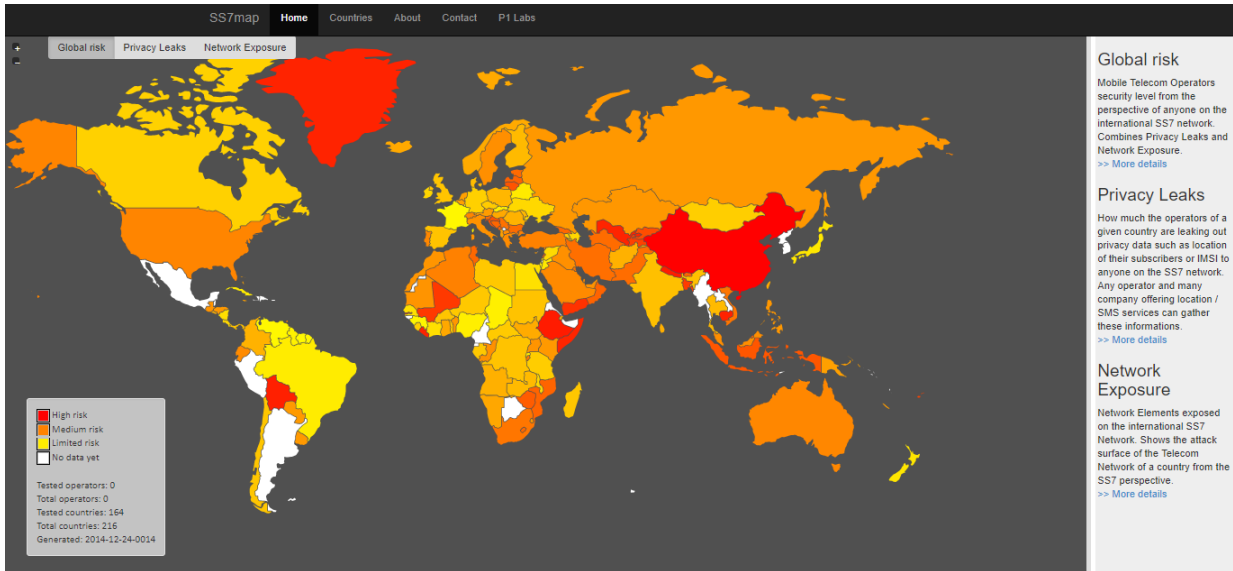 SS7map Home Countries About Contact P1 Labs
+
-
Global risk Privacy Leaks Network Exposure
High risk
Medium risk
Limited risk
No data yet
Tested operators: 0
Total operators: 0
Tested countries: 164
Total countries: 216
Generated: 2014-12-24-0014
Global risk
Mobile Telecom Operators
security level from the
perspective of anyone on the
international SS7 network.
Combines Privacy Leaks and
Network Exposure.
>> More details
Privacy Leaks
How much the operators of a
given country are leaking out
privacy data such as location
of their subscribers or IMSI to
anyone on the SS7 network.
Any operator and many
company offering location /
SMS services can gather
these informations.
>> More details
Network
Exposure
Network Elements exposed
on the international SS7
Network. Shows the attack
surface of the Telecom
Network of a country from the
SS7 perspective.
>> More details